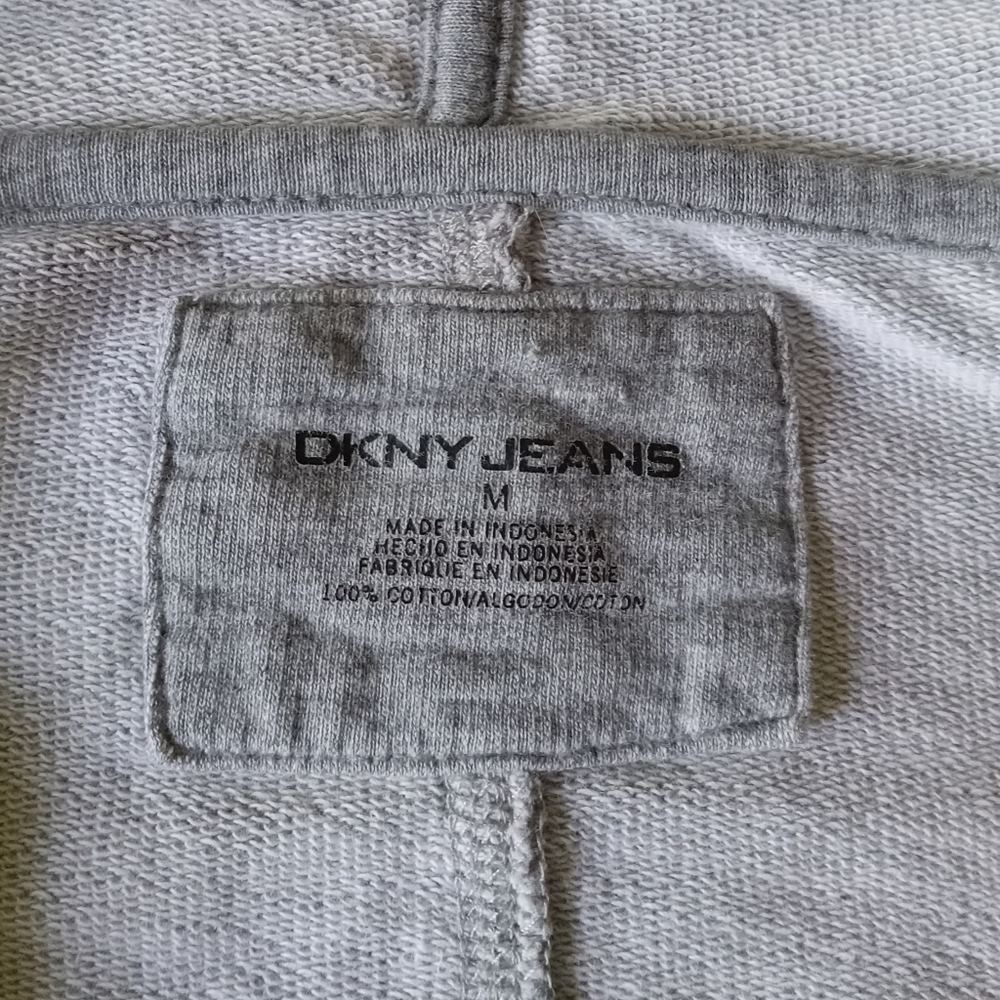 DKNY JEANS
M
MADE IN INDONESIA
HECHO EN INDONESIA
FABRIQUE EN INDONESIE
100% COTTON/ALGODON/COTON